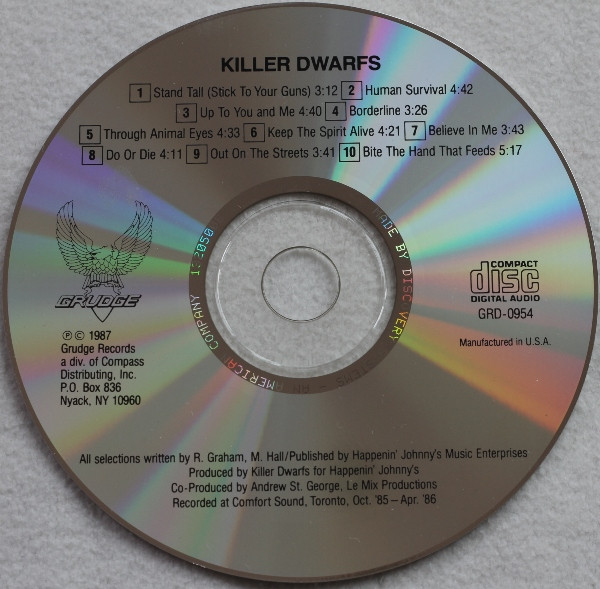 KILLER DWARFS
1 Stand Tall (Stick To Your Guns) 3:12 2 Human Survival 4:42
3 Up To You and Me 4:40 4 Borderline 3:26
5 Through Animal Eyes 4:33 6 Keep The Spirit Alive 4:21 7 Believe In Me 3:43
8 Do Or Die 4:11 9 Out On The Streets 3:41 10 Bite The Hand That Feeds 5:17
GRUDGE
℗ © 1987
Grudge Records
a div. of Compass
Distributing, Inc.
P.O. Box 836
Nyack, NY 10960
COMPACT
disc
DIGITAL AUDIO
GRD-0954
Manufactured in U.S.A.
MADE BY DISCOVERY
AN AMERICAN COMPANY
All selections written by R. Graham, M. Hall/Published by Happenin' Johnny's Music Enterprises
Produced by Killer Dwarfs for Happenin' Johnny's
Co-Produced by Andrew St. George, Le Mix Productions
Recorded at Comfort Sound, Toronto, Oct. '85 – Apr. '86